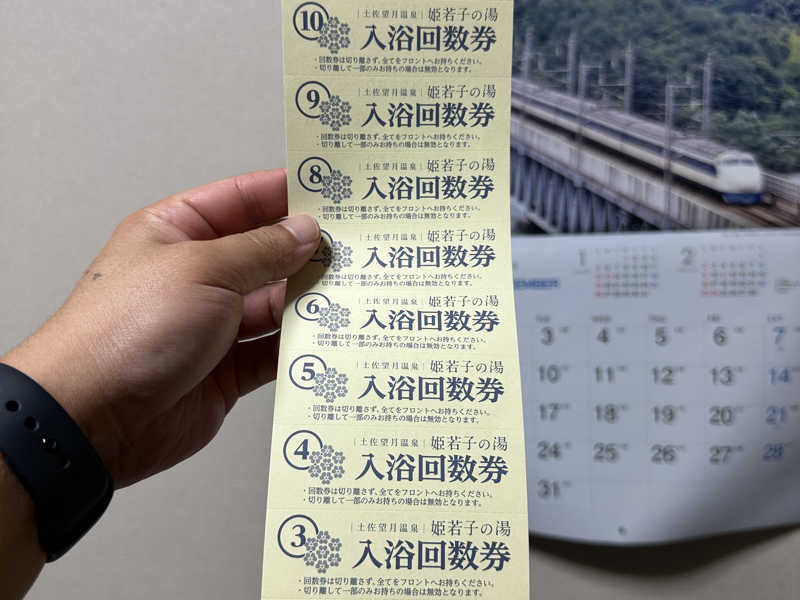 10
|土佐望月温泉| 姫若子の湯
入浴回数券
・回数券は切り離さず、全てをフロントへお持ちください。
・切り離して一部のみお持ちの場合は無効となります。
9
|土佐望月温泉| 姫若子の湯
入浴回数券
・回数券は切り離さず、全てをフロントへお持ちください。
・切り離して一部のみお持ちの場合は無効となります。
8
|土佐望月温泉| 姫若子の湯
入浴回数券
・回数券は切り離さず、全てをフロントへお持ちください。
・切り離して一部のみお持ちの場合は無効となります。
|土佐望月温泉| 姫若子の湯
入浴回数券
・回数券は切り離さず、全てをフロントへお持ちください。
・切り離して一部のみお持ちの場合は無効となります。
6
|土佐望月温泉| 姫若子の湯
入浴回数券
・回数券は切り離さず、全てをフロントへお持ちください。
・切り離して一部のみお持ちの場合は無効となります。
5
|土佐望月温泉| 姫若子の湯
入浴回数券
・回数券は切り離さず、全てをフロントへお持ちください。
・切り離して一部のみお持ちの場合は無効となります。
4
|土佐望月温泉| 姫若子の湯
入浴回数券
・回数券は切り離さず、全てをフロントへお持ちください。
・切り離して一部のみお持ちの場合は無効となります。
3
|土佐望月温泉| 姫若子の湯
入浴回数券
・回数券は切り離さず、全てをフロントへお持ちください。
・切り離して一部のみお持ちの場合は無効となります。
1 2
EMBER
3 4 5 6 7
10 11 12 13 14
17 18 19 20 21
24 25 26 27 28
31